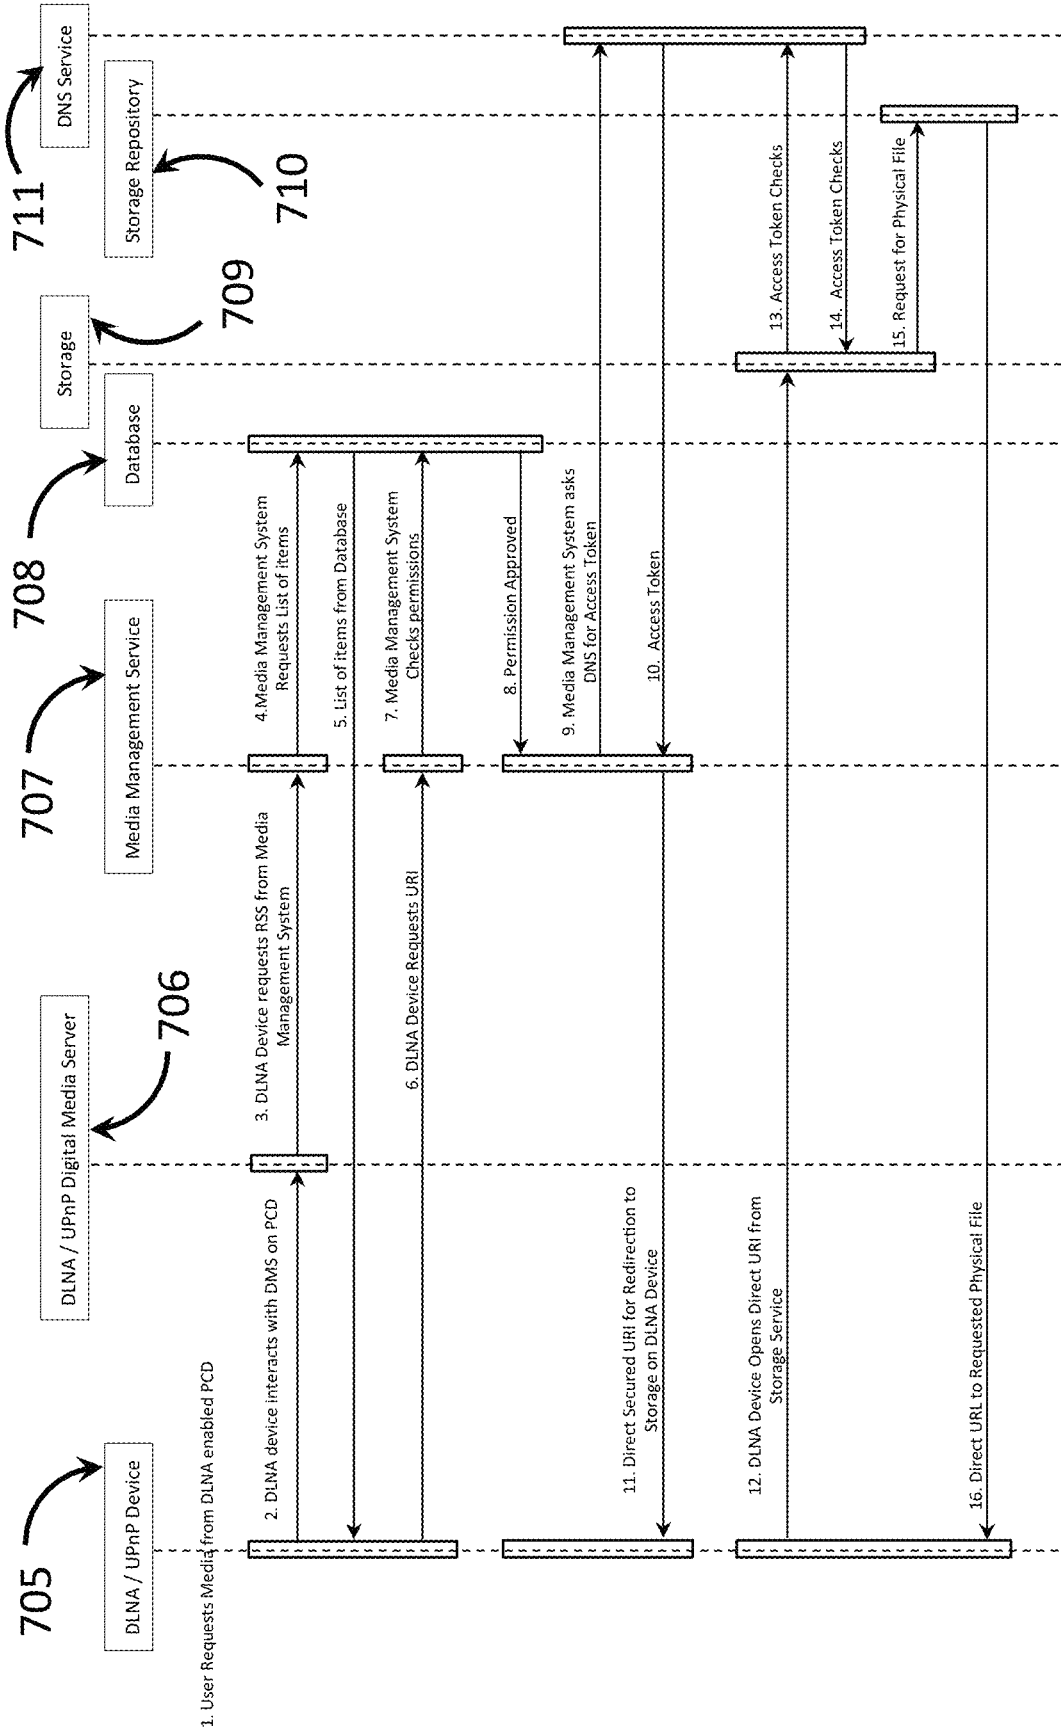 705
706
707
708
709
710
711
DLNA / UPnP Device
DLNA / UPnP Digital Media Server
Media Management Service
Database
Storage
Storage Repository
DNS Service
1. User Requests Media from DLNA enabled PCD
2. DLNA device interacts with DMS on PCD
3. DLNA Device requests RSS from Media
Management System
4.Media Management System
Requests List of items
5. List of items from Database
6. DLNA Device Requests URI
7. Media Management System
Checks permissions
8. Permission Approved
9. Media Management System asks
DNS for Access Token
10. Access Token
11. Direct Secured URI for Redirection to
Storage on DLNA Device
12. DLNA Device Opens Direct URI from
Storage Service
13. Access Token Checks
14. Access Token Checks
15. Request for Physical File
16. Direct URL to Requested Physical File